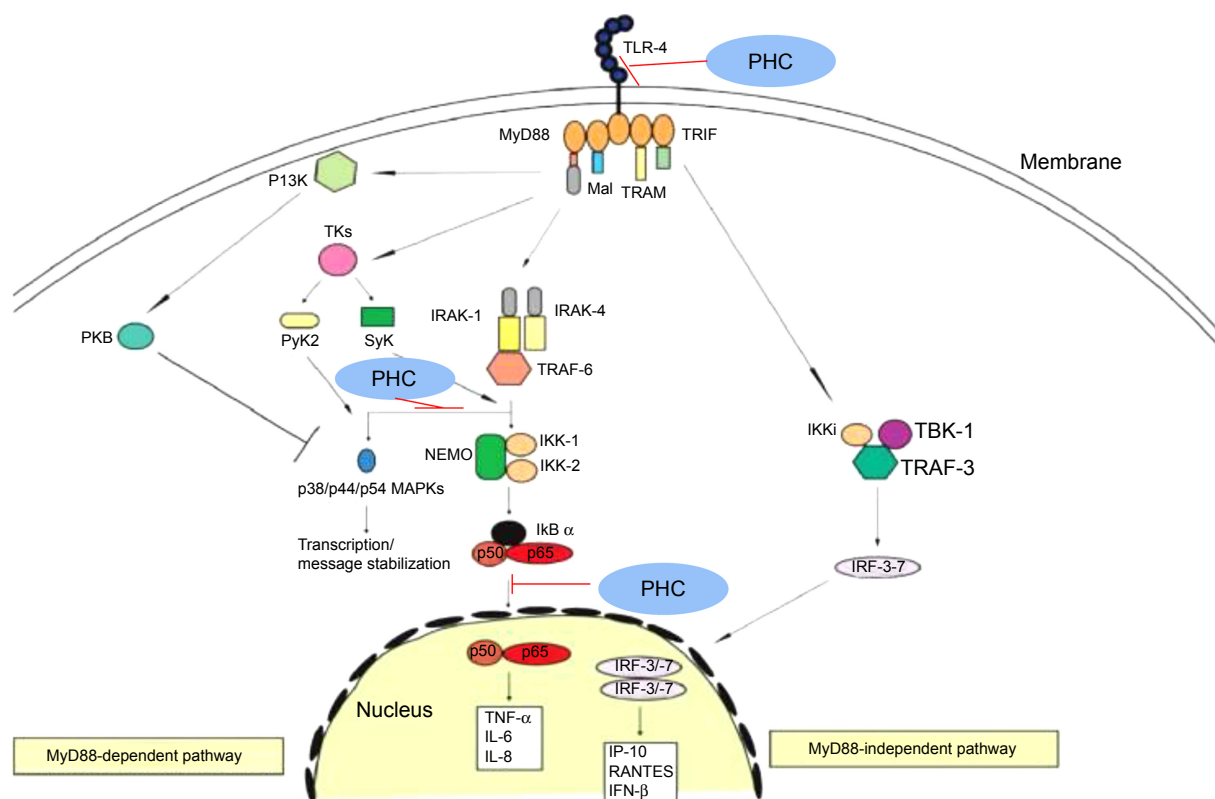 TLR-4
PHC
MyD88
TRIF
Membrane
P13K
Mal
TRAM
TKs
IRAK-1
IRAK-4
PKB
PyK2
SyK
TRAF-6
PHC
IKKi
TBK-1
NEMO
IKK-1
TRAF-3
IKK-2
p38/p44/p54 MAPKs
IkB α
Transcription/
message stabilization
p50
p65
IRF-3-7
PHC
p50
p65
IRF-3/-7
IRF-3/-7
Nucleus
TNF-α
IL-6
IL-8
MyD88-dependent pathway
MyD88-independent pathway
IP-10
RANTES
IFN-β